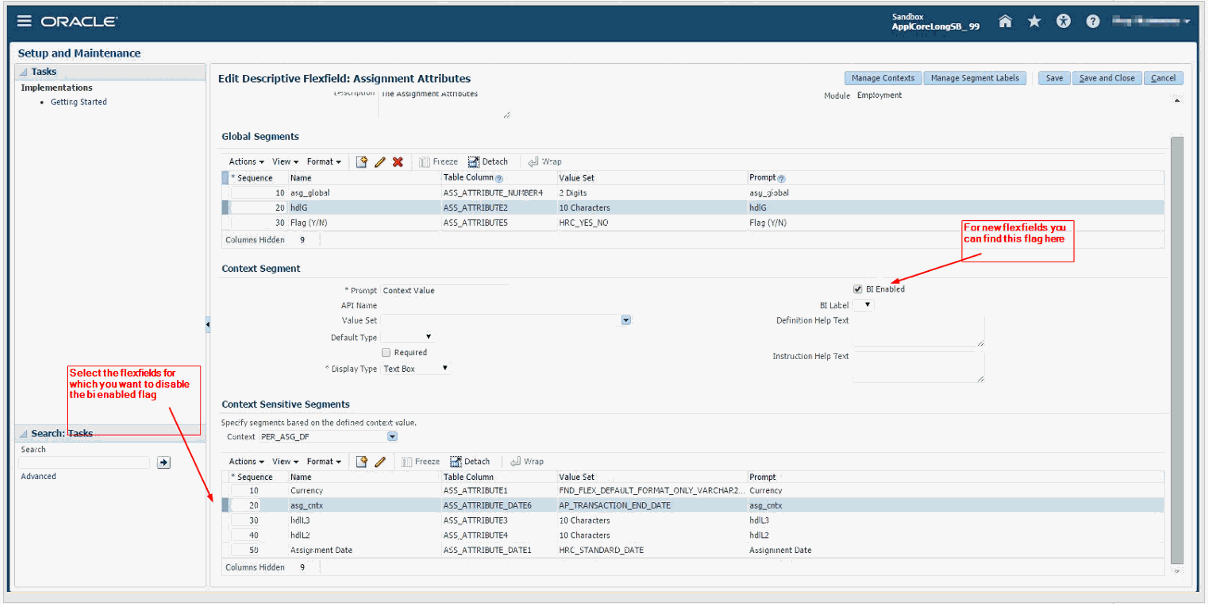 ORACLE
Sandbox
AppICoreLongSB_ 99
Setup and Maintenance
Tasks
Implementations
Getting Started
Edit Descriptive Flexfield: Assignment Attributes
Manage Contexts Manage Segment Labels Save Save and Close Cancel
Description The Assignment Attributes
Module Employment
Global Segments
Actions View Format Freeze Detach Wrap
* Sequence Name Table Column Value Set Prompt
10 asg_global ASS_ATTRIBUTE_NUMBER4 2 Digits asg_global
20 hdlG ASS_ATTRIBUTE2 10 Characters hdlG
30 Flag (Y/N) ASS_ATTRIBUTE5 HRC_YES_NO Flag (Y/N)
Columns Hidden 9
For new flexfields you
can find this flag here
Context Segment
* Prompt Context Value
API Name
Value Set
Default Type
Required
* Display Type Text Box
BI Enabled
BI Label
Definition Help Text
Instruction Help Text
Select the flexfields for
which you want to disable
the bi enabled flag
Context Sensitive Segments
Specify segments based on the defined context value.
Context PER_ASG_DF
Search: Tasks
Search
Advanced
Actions View Format Freeze Detach Wrap
* Sequence Name Table Column Value Set Prompt
10 Currency ASS_ATTRIBUTE1 FND_FLEX_DEFAULT_FORMAT_ONLY_VARCHAR2... Currency
20 asg_cntx ASS_ATTRIBUTE_DATE6 AP_TRANSACTION_END_DATE asg_cntx
30 hdlL3 ASS_ATTRIBUTE3 10 Characters hdlL3
40 hdlL2 ASS_ATTRIBUTE4 10 Characters hdlL2
50 Assignment Date ASS_ATTRIBUTE_DATE1 HRC_STANDARD_DATE Assignment Date
Columns Hidden 9